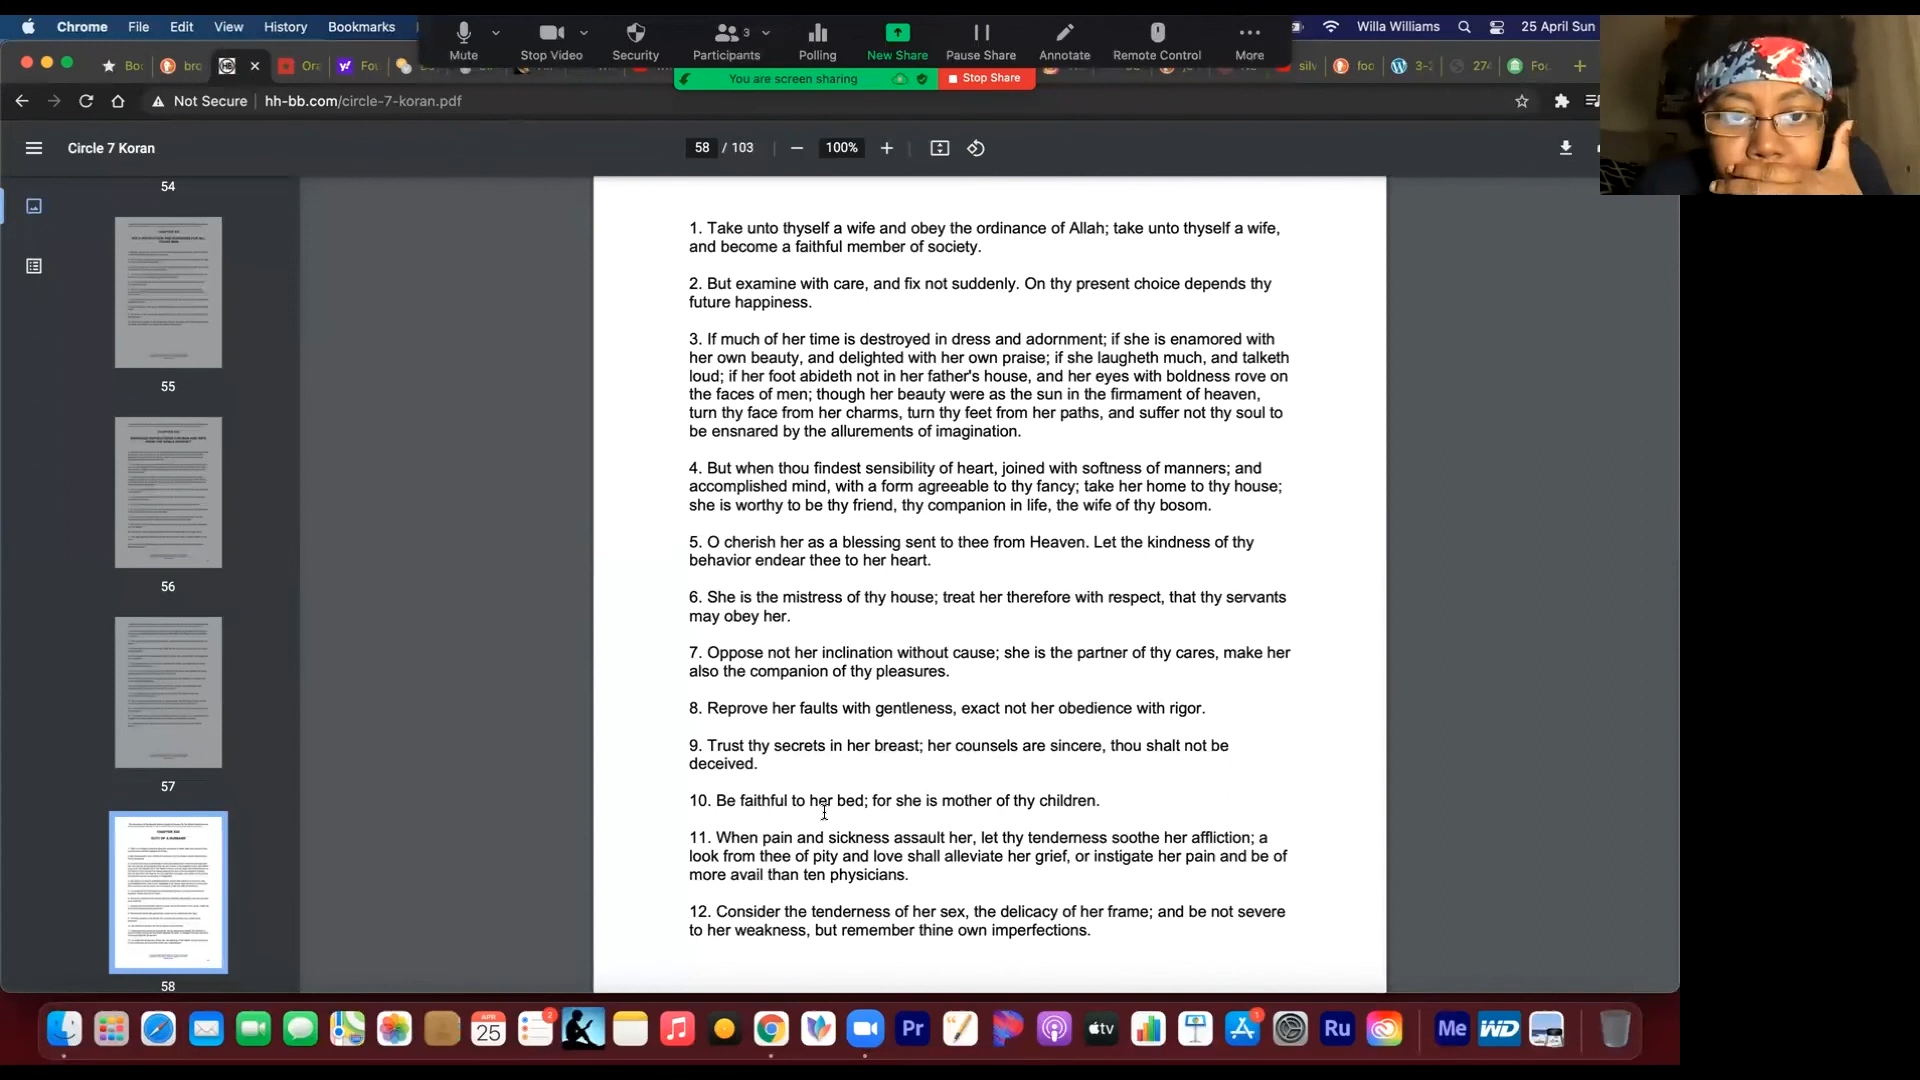 Chrome File Edit View History Bookmarks
Willa Williams 25 April Sun
Mute Stop Video Security Participants 3 Polling New Share Pause Share Annotate Remote Control More
You are screen sharing Stop Share
Boo bro Ora You silv foo 3-2 274 Foo
Not Secure hh-bb.com/circle-7-koran.pdf
Circle 7 Koran
58 / 103 100%
54
55
56
57
58
1. Take unto thyself a wife and obey the ordinance of Allah; take unto thyself a wife,
and become a faithful member of society.
2. But examine with care, and fix not suddenly. On thy present choice depends thy
future happiness.
3. If much of her time is destroyed in dress and adornment; if she is enamored with
her own beauty, and delighted with her own praise; if she laugheth much, and talketh
loud; if her foot abideth not in her father's house, and her eyes with boldness rove on
the faces of men; though her beauty were as the sun in the firmament of heaven,
turn thy face from her charms, turn thy feet from her paths, and suffer not thy soul to
be ensnared by the allurements of imagination.
4. But when thou findest sensibility of heart, joined with softness of manners; and
accomplished mind, with a form agreeable to thy fancy; take her home to thy house;
she is worthy to be thy friend, thy companion in life, the wife of thy bosom.
5. O cherish her as a blessing sent to thee from Heaven. Let the kindness of thy
behavior endear thee to her heart.
6. She is the mistress of thy house; treat her therefore with respect, that thy servants
may obey her.
7. Oppose not her inclination without cause; she is the partner of thy cares, make her
also the companion of thy pleasures.
8. Reprove her faults with gentleness, exact not her obedience with rigor.
9. Trust thy secrets in her breast; her counsels are sincere, thou shalt not be
deceived.
10. Be faithful to her bed; for she is mother of thy children.
11. When pain and sickness assault her, let thy tenderness soothe her affliction; a
look from thee of pity and love shall alleviate her grief, or instigate her pain and be of
more avail than ten physicians.
12. Consider the tenderness of her sex, the delicacy of her frame; and be not severe
to her weakness, but remember thine own imperfections.
APR
25 2 Pr tv 1 Ru Me WD